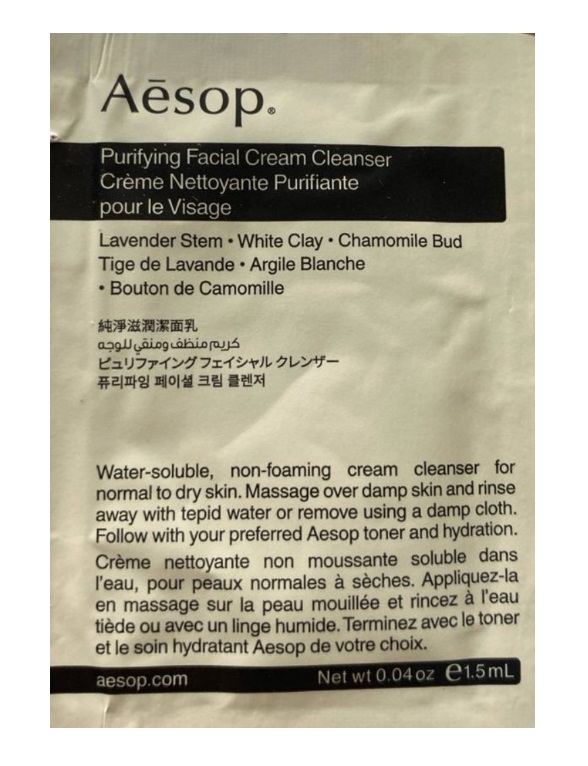 Aēsop.®
Purifying Facial Cream Cleanser
Crème Nettoyante Purifiante
pour le Visage
Lavender Stem • White Clay • Chamomile Bud
Tige de Lavande • Argile Blanche
• Bouton de Camomille
純淨滋潤潔面乳
كريم منظف ومنقي للوجه
ピュリファイング フェイシャル クレンザー
퓨리파잉 페이셜 크림 클렌저
Water-soluble, non-foaming cream cleanser for
normal to dry skin. Massage over damp skin and rinse
away with tepid water or remove using a damp cloth.
Follow with your preferred Aesop toner and hydration.
Crème nettoyante non moussante soluble dans
l'eau, pour peaux normales à sèches. Appliquez-la
en massage sur la peau mouillée et rincez à l'eau
tiède ou avec un linge humide. Terminez avec le toner
et le soin hydratant Aesop de votre choix.
aesop.com Net wt 0.04 oz ℮1.5 mL